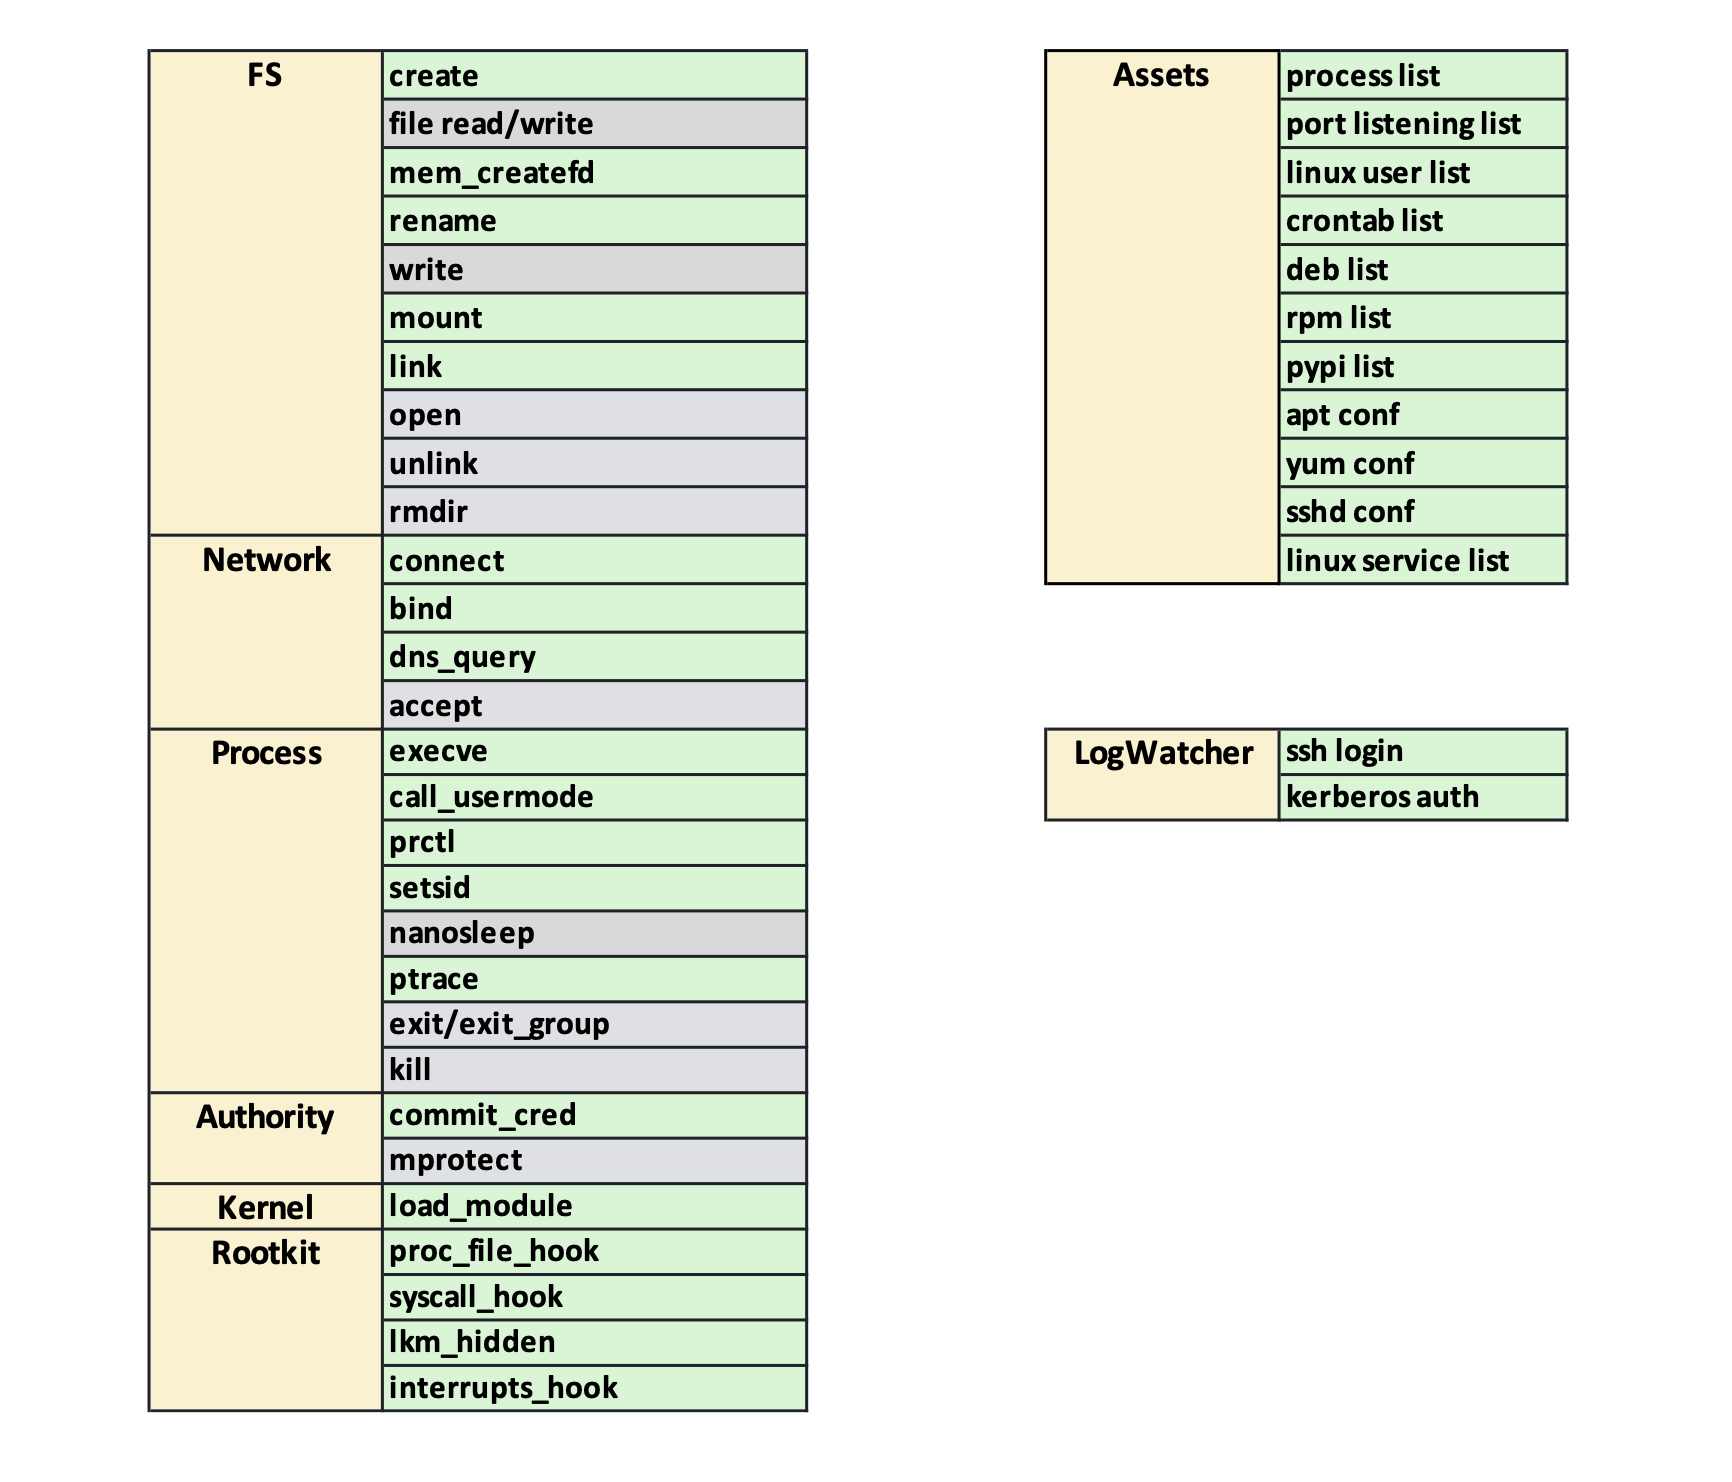 FS
create
file read/write
mem_createfd
rename
write
mount
link
open
unlink
rmdir
Network
connect
bind
dns_query
accept
Process
execve
call_usermode
prctl
setsid
nanosleep
ptrace
exit/exit_group
kill
Authority
commit_cred
mprotect
Kernel
load_module
Rootkit
proc_file_hook
syscall_hook
lkm_hidden
interrupts_hook
Assets
process list
port listening list
linux user list
crontab list
deb list
rpm list
pypi list
apt conf
yum conf
sshd conf
linux service list
LogWatcher
ssh login
kerberos auth